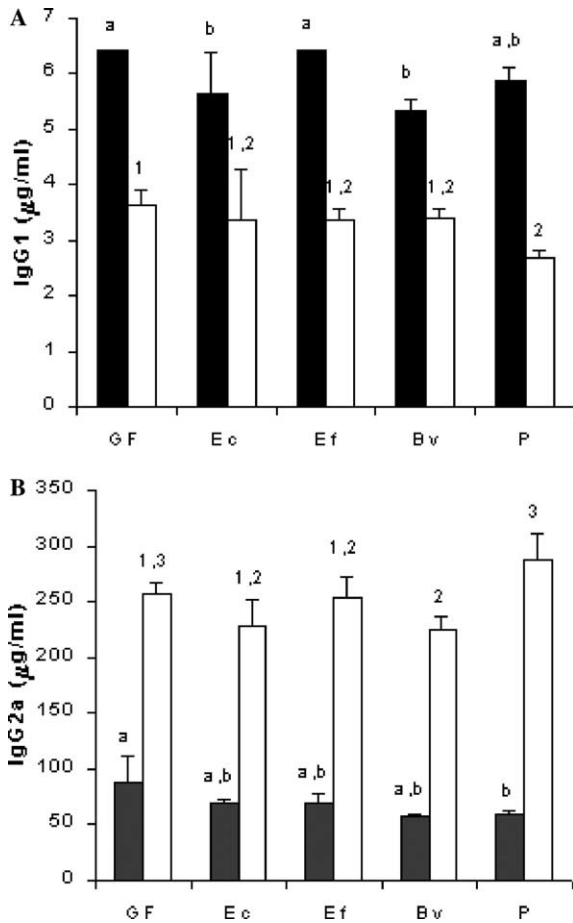 A
IgG1 (µg/ml)
7
6
5
4
3
2
1
0
a
b
a
b
a,b
1
1,2
1,2
1,2
2
GF
Ec
Ef
Bv
P
B
IgG2a (µg/ml)
350
300
250
200
150
100
50
0
1,3
1,2
1,2
2
3
a
a,b
a,b
a,b
b
GF
Ec
Ef
Bv
P